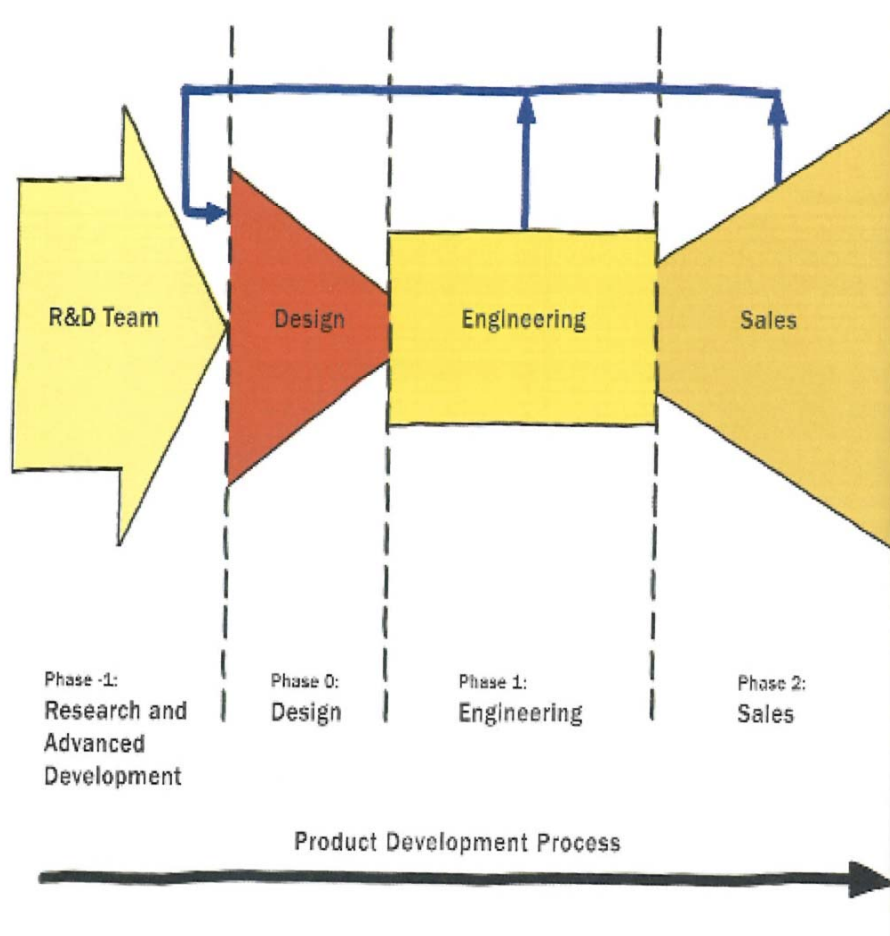 R&D Team
Design
Engineering
Sales
Phase -1:
Research and
Advanced
Development
Phase 0:
Design
Phase 1:
Engineering
Phase 2:
Sales
Product Development Process